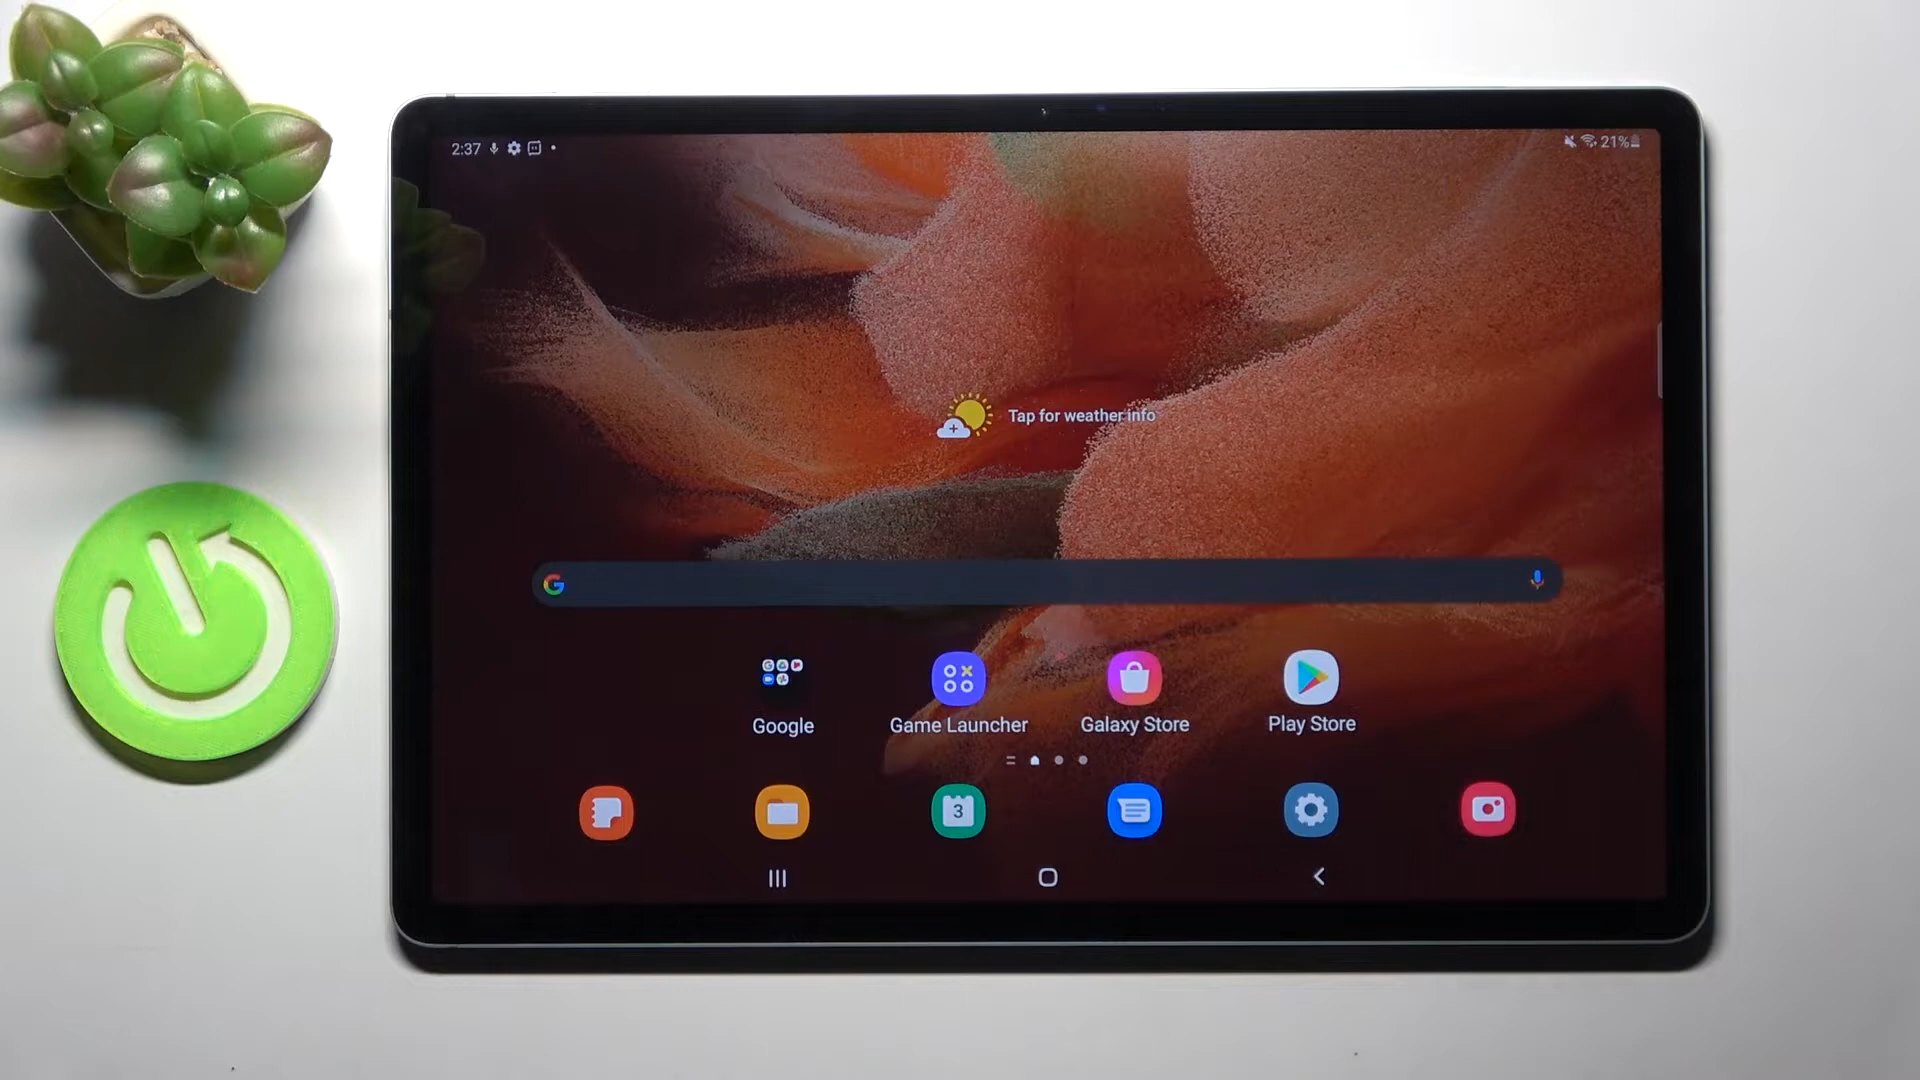 2:37
21%
Tap for weather info
G
Google
Game Launcher
Galaxy Store
Play Store
3